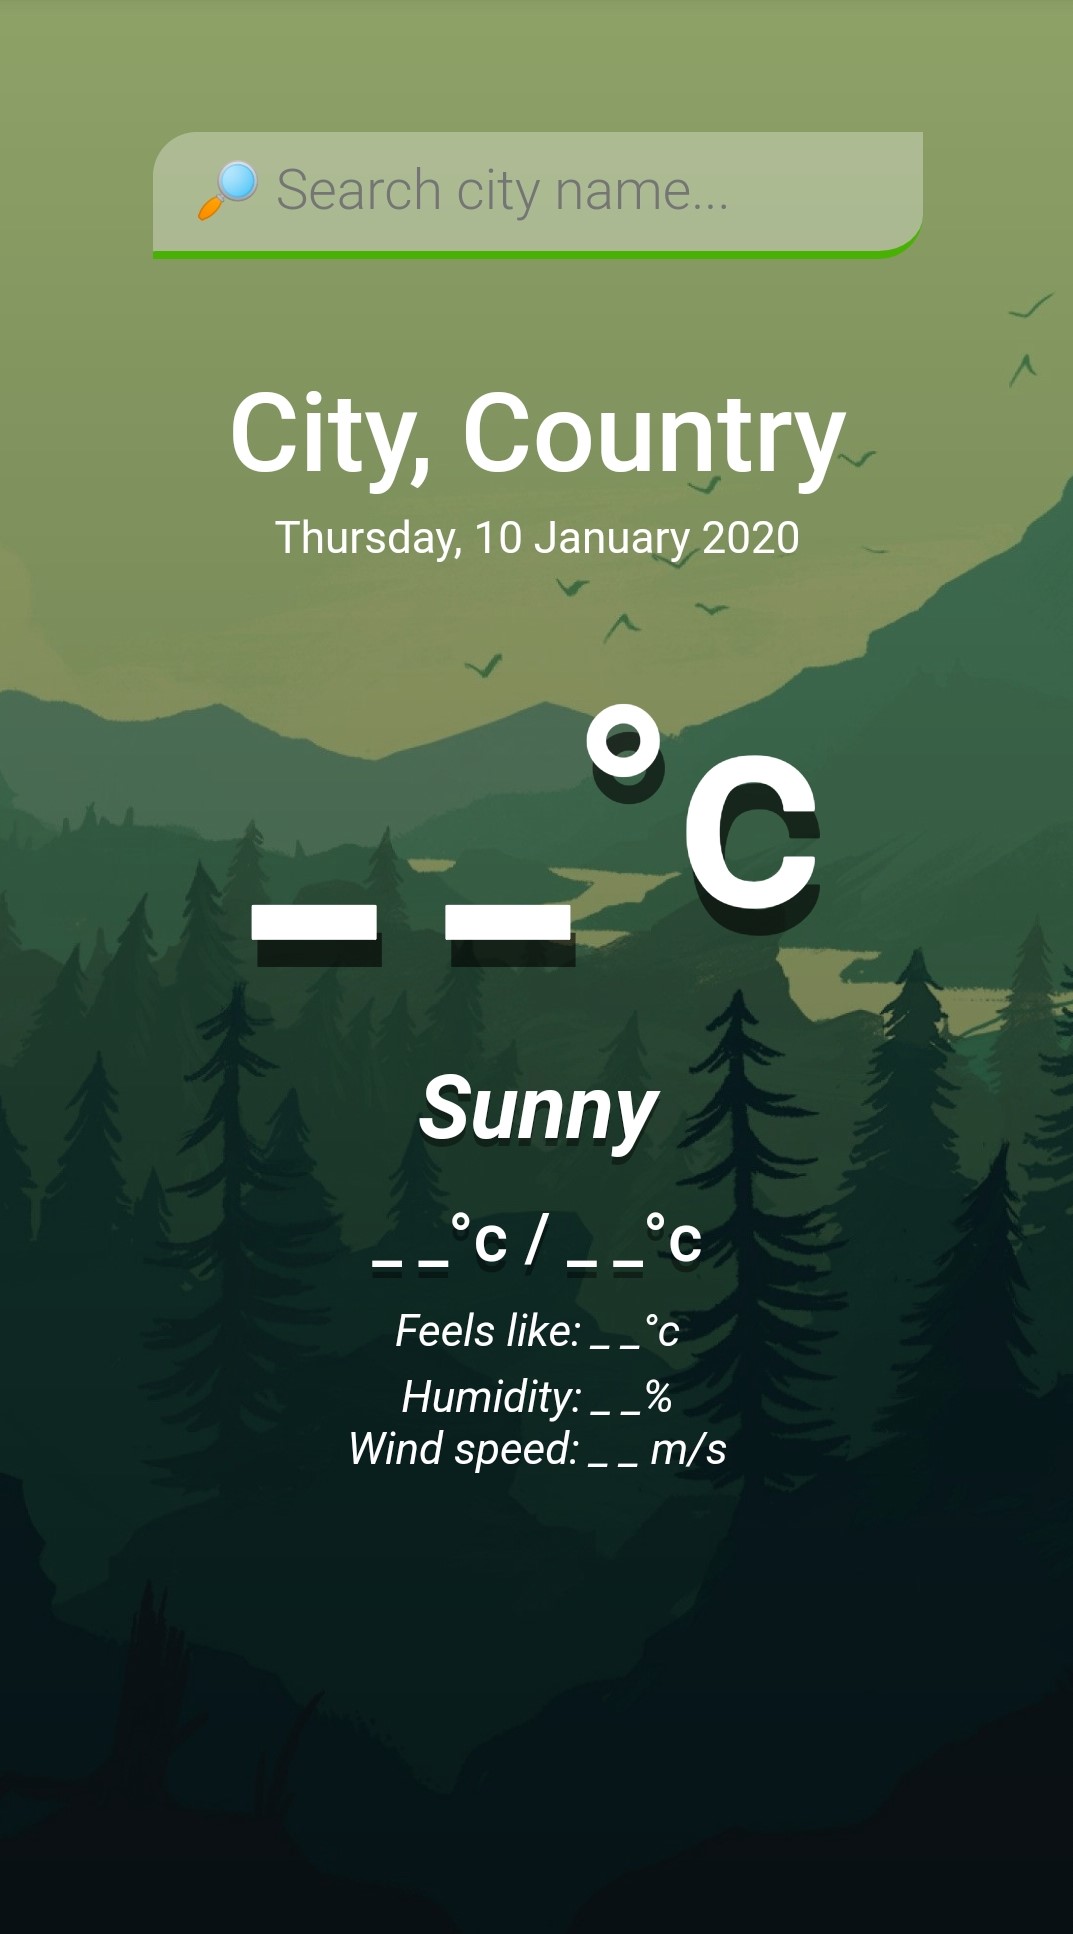 🔎 Search city name...
City, Country
Thursday, 10 January 2020
_ _°c
Sunny
_ _°c / _ _°c
Feels like: _ _°c
Humidity: _ _%
Wind speed: _ _ m/s